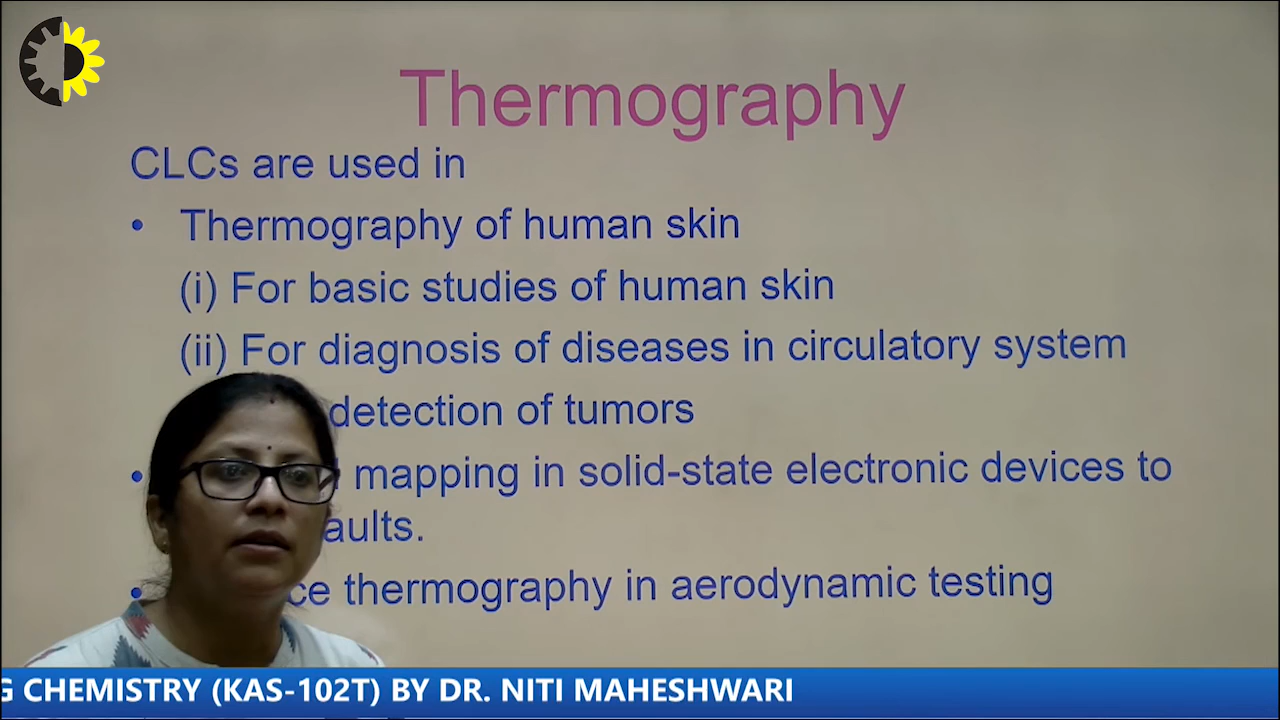 Thermography
CLCs are used in
• Thermography of human skin
(i) For basic studies of human skin
(ii) For diagnosis of diseases in circulatory system
detection of tumors
• mapping in solid-state electronic devices to
aults.
• ce thermography in aerodynamic testing
G CHEMISTRY (KAS-102T) BY DR. NITI MAHESHWARI